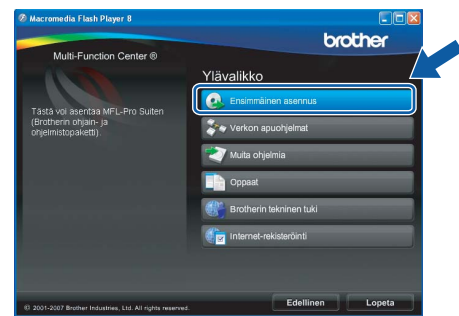 Macromedia Flash Player 8
brother
Multi-Function Center ®
Ylävalikko
Tästä voi asentaa MFL-Pro Suiten
(Brotherin ohjain- ja
ohjelmistopaketti).
Ensimmäinen asennus
Verkon apuohjelmat
Muita ohjelmia
Oppaat
Brotherin tekninen tuki
Internet-rekisteröinti
© 2001-2007 Brother Industries, Ltd. All rights reserved.
Edellinen
Lopeta